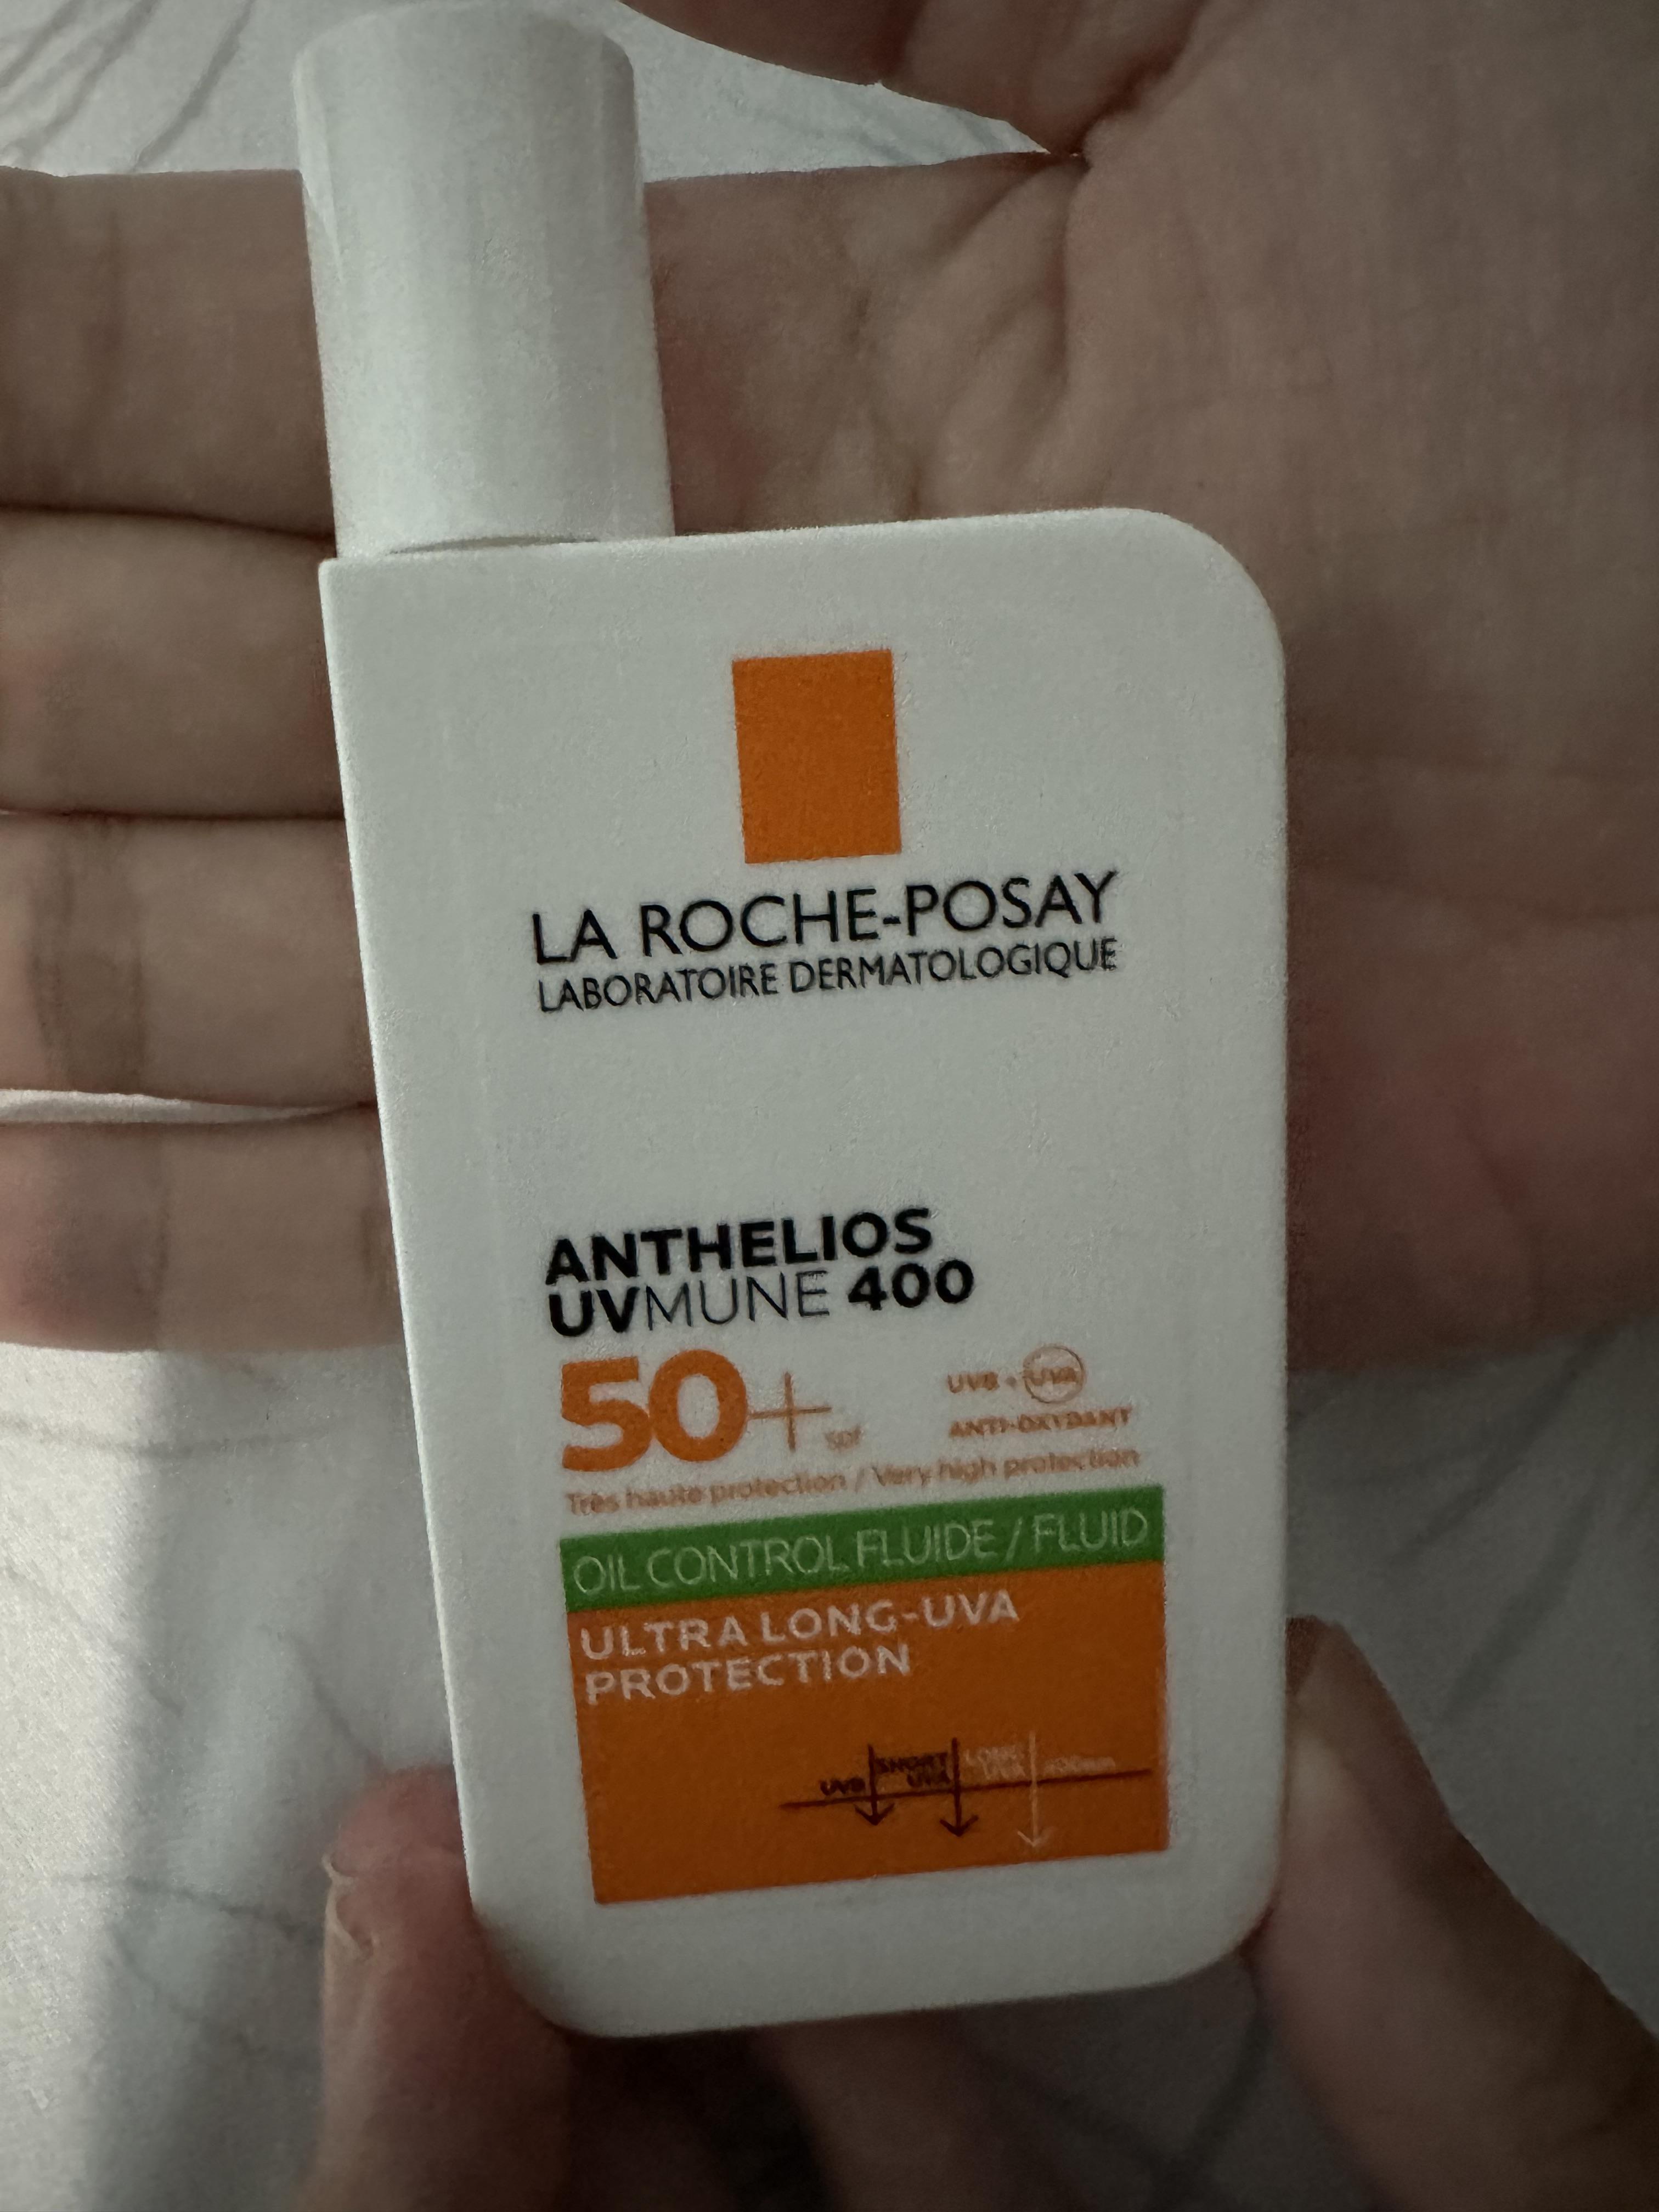 LA ROCHE-POSAY
LABORATOIRE DERMATOLOGIQUE
ANTHELIOS
UVMUNE 400
50+ spf
UVB + UVA
ANTI-OXYDANT
Très haute protection / Very high protection
OIL CONTROL FLUIDE / FLUID
ULTRA LONG-UVA
PROTECTION
UVB
SHORT
UVA
LONG
UVA
400nm